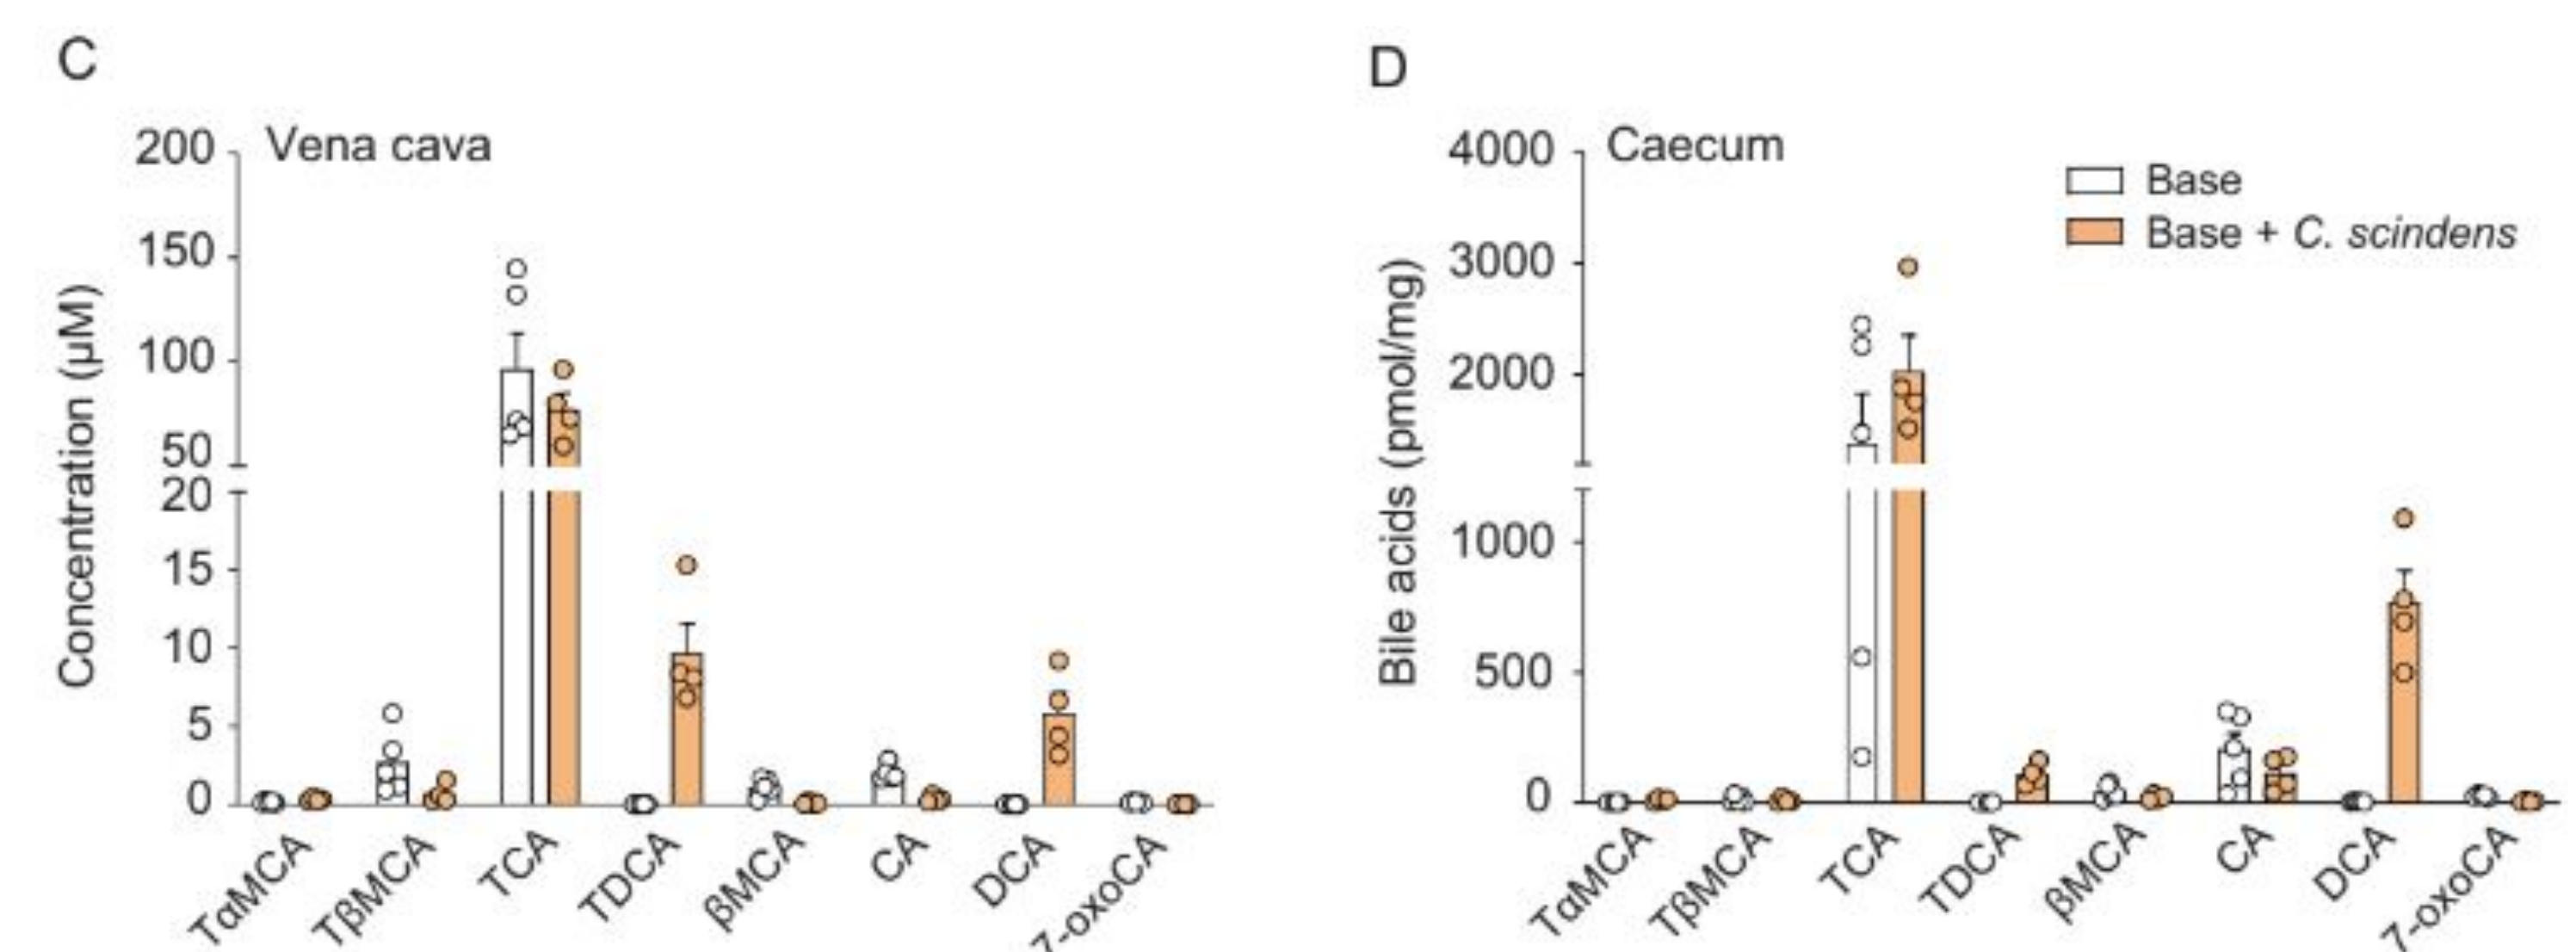 C
Vena cava
Concentration (µM)
200
150
100
50
20
15
10
5
0
TαMCA
TβMCA
TCA
TDCA
βMCA
CA
DCA
7-oxoCA
D
Caecum
Base
Base + C. scindens
Bile acids (pmol/mg)
4000
3000
2000
1000
500
0
TαMCA
TβMCA
TCA
TDCA
βMCA
CA
DCA
7-oxoCA